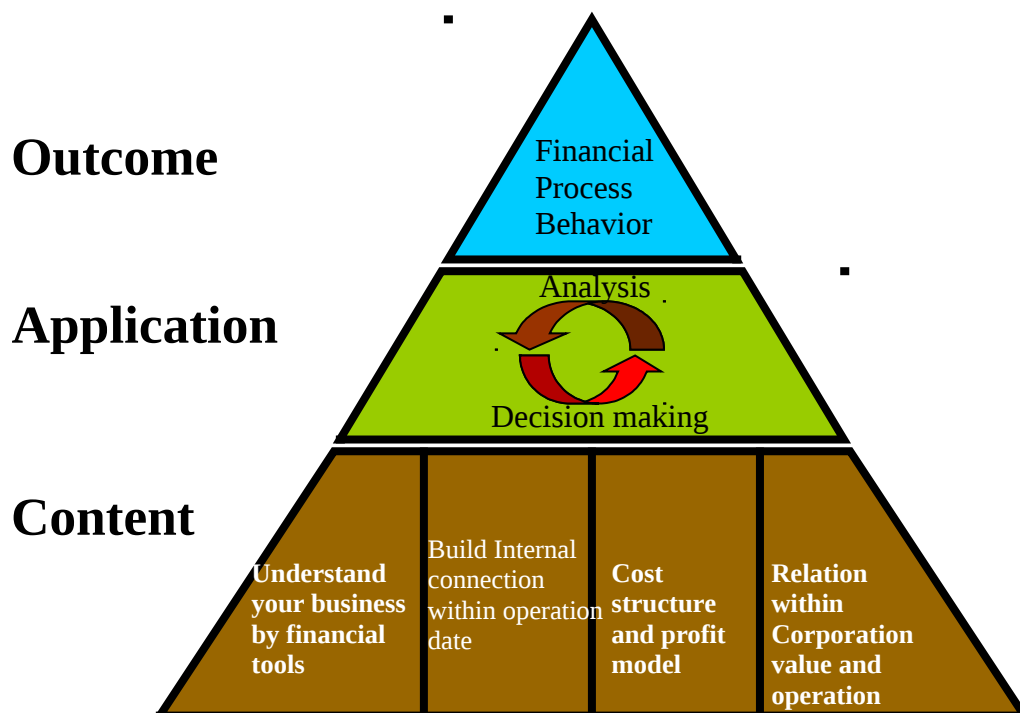 Outcome
Financial
Process
Behavior
Application
Analysis
Decision making
Content
Understand
your business
by financial
tools
Build Internal
connection
within operation
date
Cost
structure
and profit
model
Relation
within
Corporation
value and
operation